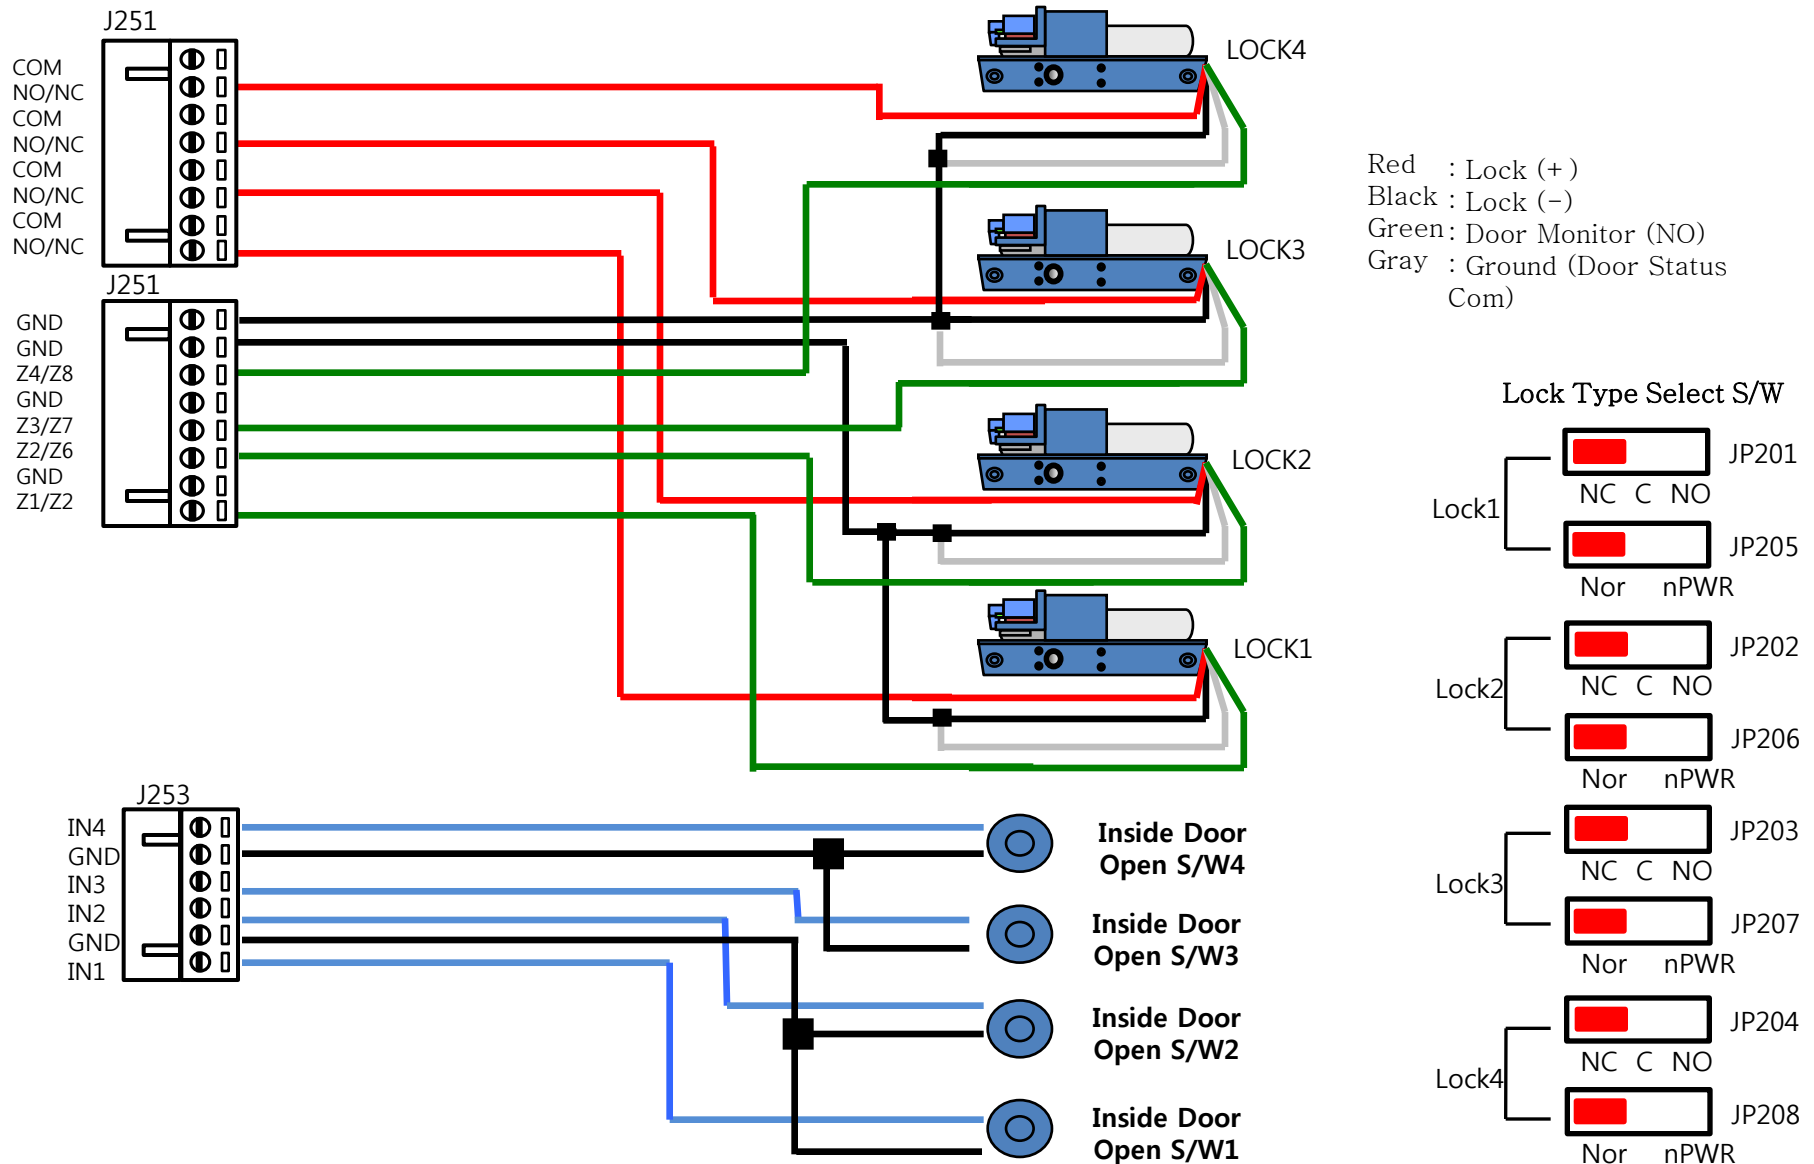 J251
COM
NO/NC
COM
NO/NC
COM
NO/NC
COM
NO/NC
J251
GND
GND
Z4/Z8
GND
Z3/Z7
Z2/Z6
GND
Z1/Z2
LOCK4
LOCK3
LOCK2
LOCK1
Red : Lock (+)
Black : Lock (-)
Green : Door Monitor (NO)
Gray : Ground (Door Status
Com)
Lock Type Select S/W
Lock1
JP201
NC C NO
JP205
Nor nPWR
Lock2
JP202
NC C NO
JP206
Nor nPWR
Lock3
JP203
NC C NO
JP207
Nor nPWR
Lock4
JP204
NC C NO
JP208
Nor nPWR
J253
IN4
GND
IN3
IN2
GND
IN1
Inside Door
Open S/W4
Inside Door
Open S/W3
Inside Door
Open S/W2
Inside Door
Open S/W1